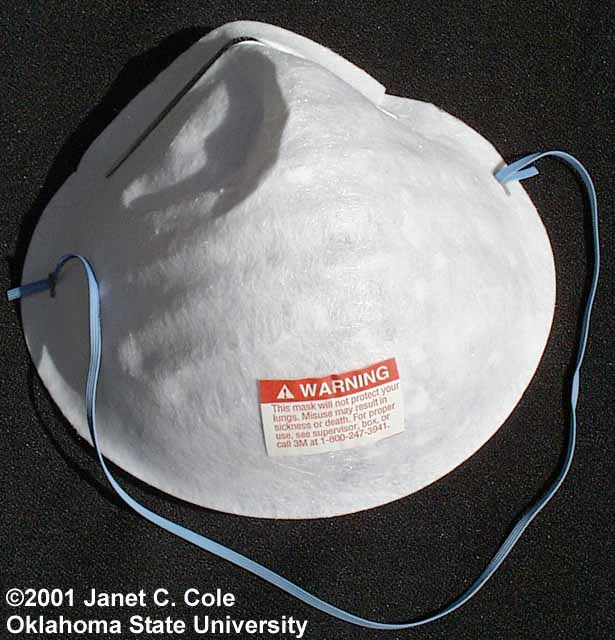 WARNING
This mask will not protect your
lungs. Misuse may result in
sickness or death. For proper
use, see supervisor, box, or
call 3M at 1-800-247-3941.
©2001 Janet C. Cole
Oklahoma State University